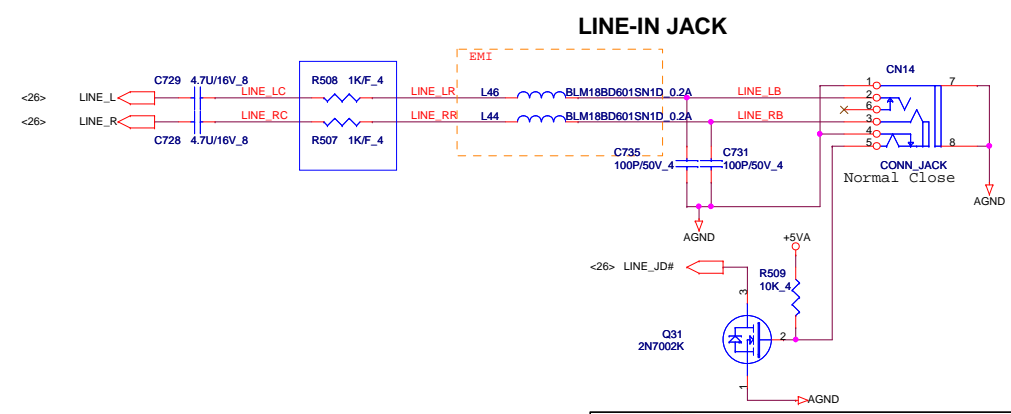 LINE-IN JACK
EMI
CN14
C729 4.7U/16V_8
R508 1K/F_4
1
7
<26> LINE_L
LINE_LC
LINE_LR
L46
BLM18BD601SN1D_0.2A
LINE_LB
2
6
<26> LINE_R
LINE_RC
LINE_RR
L44
BLM18BD601SN1D_0.2A
LINE_RB
3
4
C728 4.7U/16V_8
R507 1K/F_4
5
8
C735
100P/50V_4
C731
100P/50V_4
CONN_JACK
Normal Close
AGND
AGND
+5VA
<26> LINE_JD#
R509
10K_4
3
Q31
2N7002K
2
1
AGND